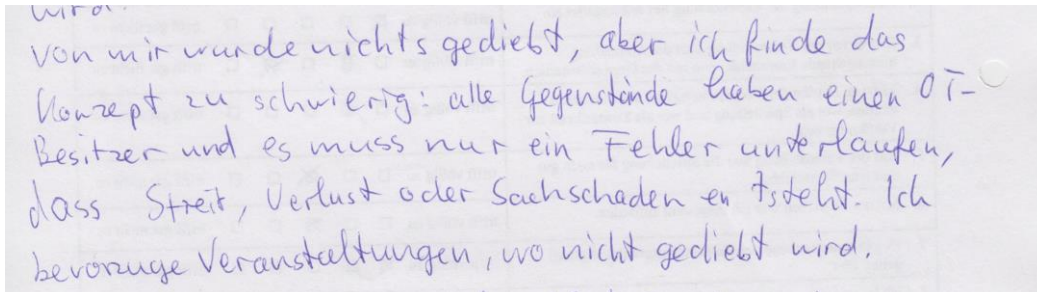 wird.
von mir wurde nichts gediebt, aber ich finde das
Konzept zu schwierig: alle Gegenstände haben einen OT-
Besitzer und es muss nur ein Fehler unterlaufen,
dass Streit, Verlust oder Sachschaden entsteht. Ich
bevorzuge Veranstaltungen, wo nicht gediebt wird.